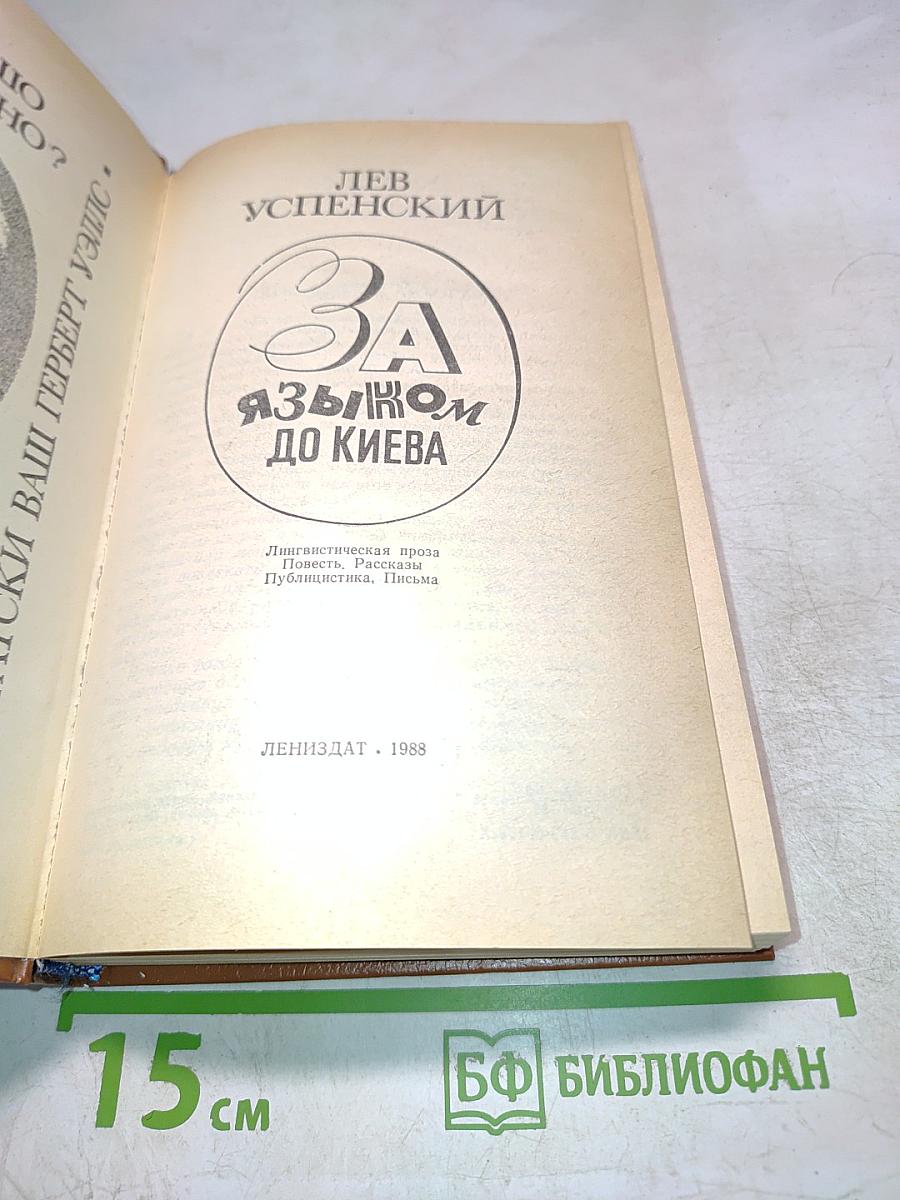 НО?
ВАШ ГЕРБЕРТ УЭЛЛС •
ЛЕВ
УСПЕНСКИЙ
ЗА
ЯЗЫКОМ
ДО КИЕВА
Лингвистическая проза
Повесть. Рассказы
Публицистика, Письма
ЛЕНИЗДАТ • 1988
15 см
БФ БИБЛИОФАН